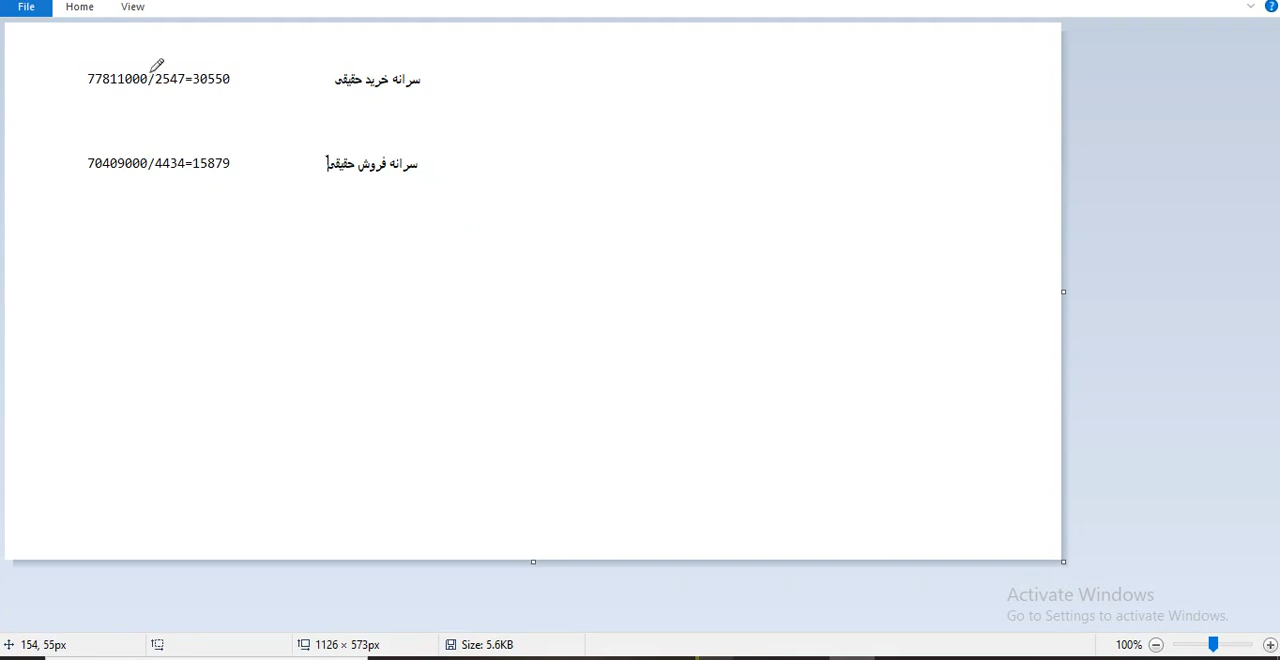 File Home View
77811000/2547=30550 سرانه خرید حقیقی
70409000/4434=15879 سرانه فروش حقیقی
Activate Windows
Go to Settings to activate Windows.
154, 55px 1126 × 573px Size: 5.6KB 100%